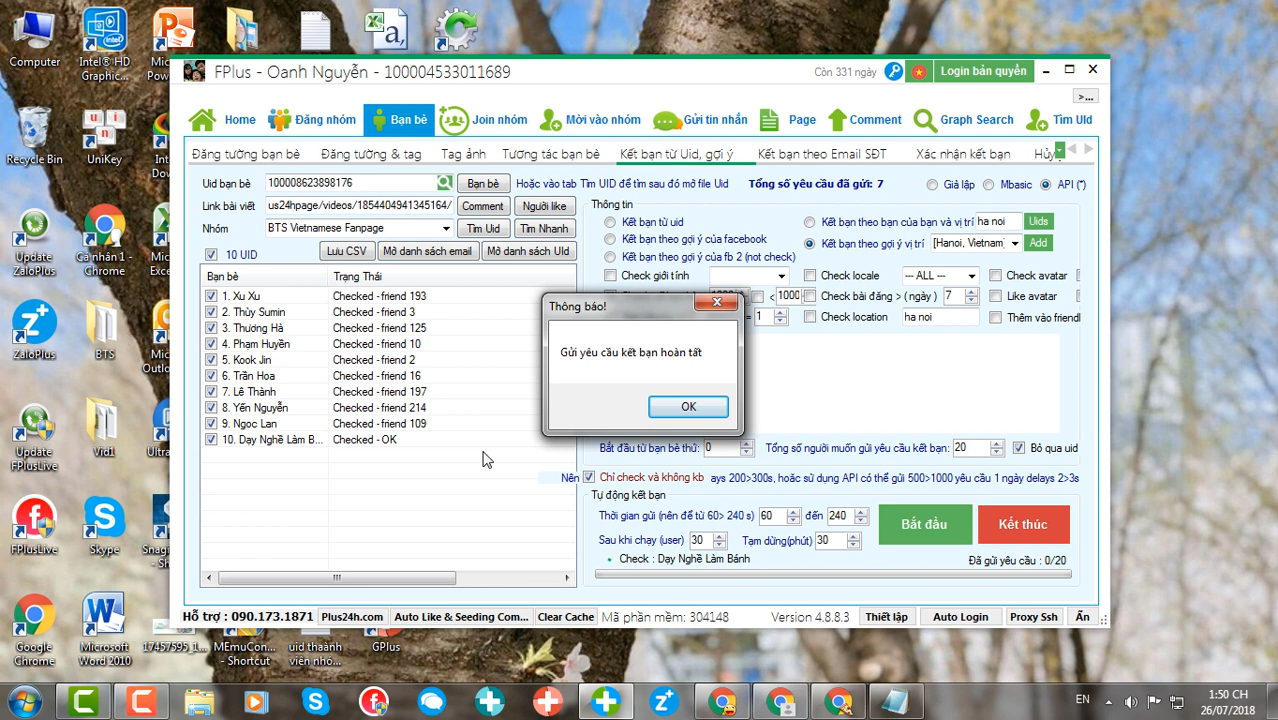 Computer
Intel® HD Graphic...
Mic Pow
a,
Recycle Bin
UniKey
Update ZaloPlus
Cá nhân 1 - Chrome
ZaloPlus
BTS
Update FPlusLive
Vid1
FPlusLive
Skype
Google Chrome
Microsoft Word 2010
17457595_1...
MEmuCon... - Shortcut
uid thaành viên nho...
GPlus
FPlus - Oanh Nguyễn - 100004533011689
Còn 331 ngày
Login bản quyền
>...
Home
Đăng nhóm
Bạn bè
Join nhóm
Mời vào nhóm
Gửi tin nhắn
Page
Comment
Graph Search
Tìm UId
Đăng tường bạn bè
Đăng tường & tag
Tag ảnh
Tương tác bạn bè
Kết bạn từ Uid, gợi ý
Kết bạn theo Email SĐT
Xác nhận kết bạn
Uid bạn bè
100008623898176
Bạn bè
Hoặc vào tab Tìm UID để tìm sau đó mở file Uid
Tổng số yêu cầu đã gửi: 7
Giả lập
Mbasic
API (*)
Link bài viết
us24hpage/videos/1854404941345164/
Comment
Người like
Nhóm
BTS Vietnamese Fanpage
Tìm Uid
Tìm Nhanh
10 UID
Lưu CSV
Mở danh sách email
Mở danh sách UId
Bạn bè
Trạng Thái
1. Xu Xu
Checked - friend 193
2. Thùy Sumin
Checked - friend 3
3. Thương Hà
Checked - friend 125
4. Phạm Huyền
Checked - friend 10
5. Kook Jin
Checked - friend 2
6. Trần Hoa
Checked - friend 16
7. Lê Thành
Checked - friend 197
8. Yến Nguyễn
Checked - friend 214
9. Ngoc Lan
Checked - friend 109
10. Dạy Nghề Làm B...
Checked - OK
Thông tin
Kết bạn từ uid
Kết bạn theo bạn của bạn và vị trí
ha noi
Uids
Kết bạn theo gợi ý của facebook
Kết bạn theo gợi ý vị trí
[Hanoi, Vietnam]
Add
Kết bạn theo gợi ý của fb 2 (not check)
Check giới tính
Check locale
--- ALL ---
Check avatar
< 1000
Check bài đăng > ( ngày )
7
Like avatar
= 1
Check location
ha noi
Thêm vào friendl
Thông báo!
Gửi yêu cầu kết bạn hoàn tất
OK
Bắt đầu từ bạn bè thứ:
0
Tổng số người muốn gửi yêu cầu kết bạn:
20
Bỏ qua uid
Nên
Chỉ check và không kb
ays 200>300s, hoặc sử dụng API có thể gửi 500>1000 yêu cầu 1 ngày delays 2>3s
Tự động kết bạn
Thời gian gửi (nên để từ 60> 240 s)
60
đến
240
Bắt đầu
Kết thúc
Sau khi chạy (user)
30
Tạm dừng(phút)
30
Check : Dạy Nghề Làm Bánh
Đã gửi yêu cầu : 0/20
Hỗ trợ : 090.173.1871
Plus24h.com
Auto Like & Seeding Com...
Clear Cache
Mã phần mềm: 304148
Version 4.8.8.3
Thiết lập
Auto Login
Proxy Ssh
Ẩn
EN
1:50 CH
26/07/2018